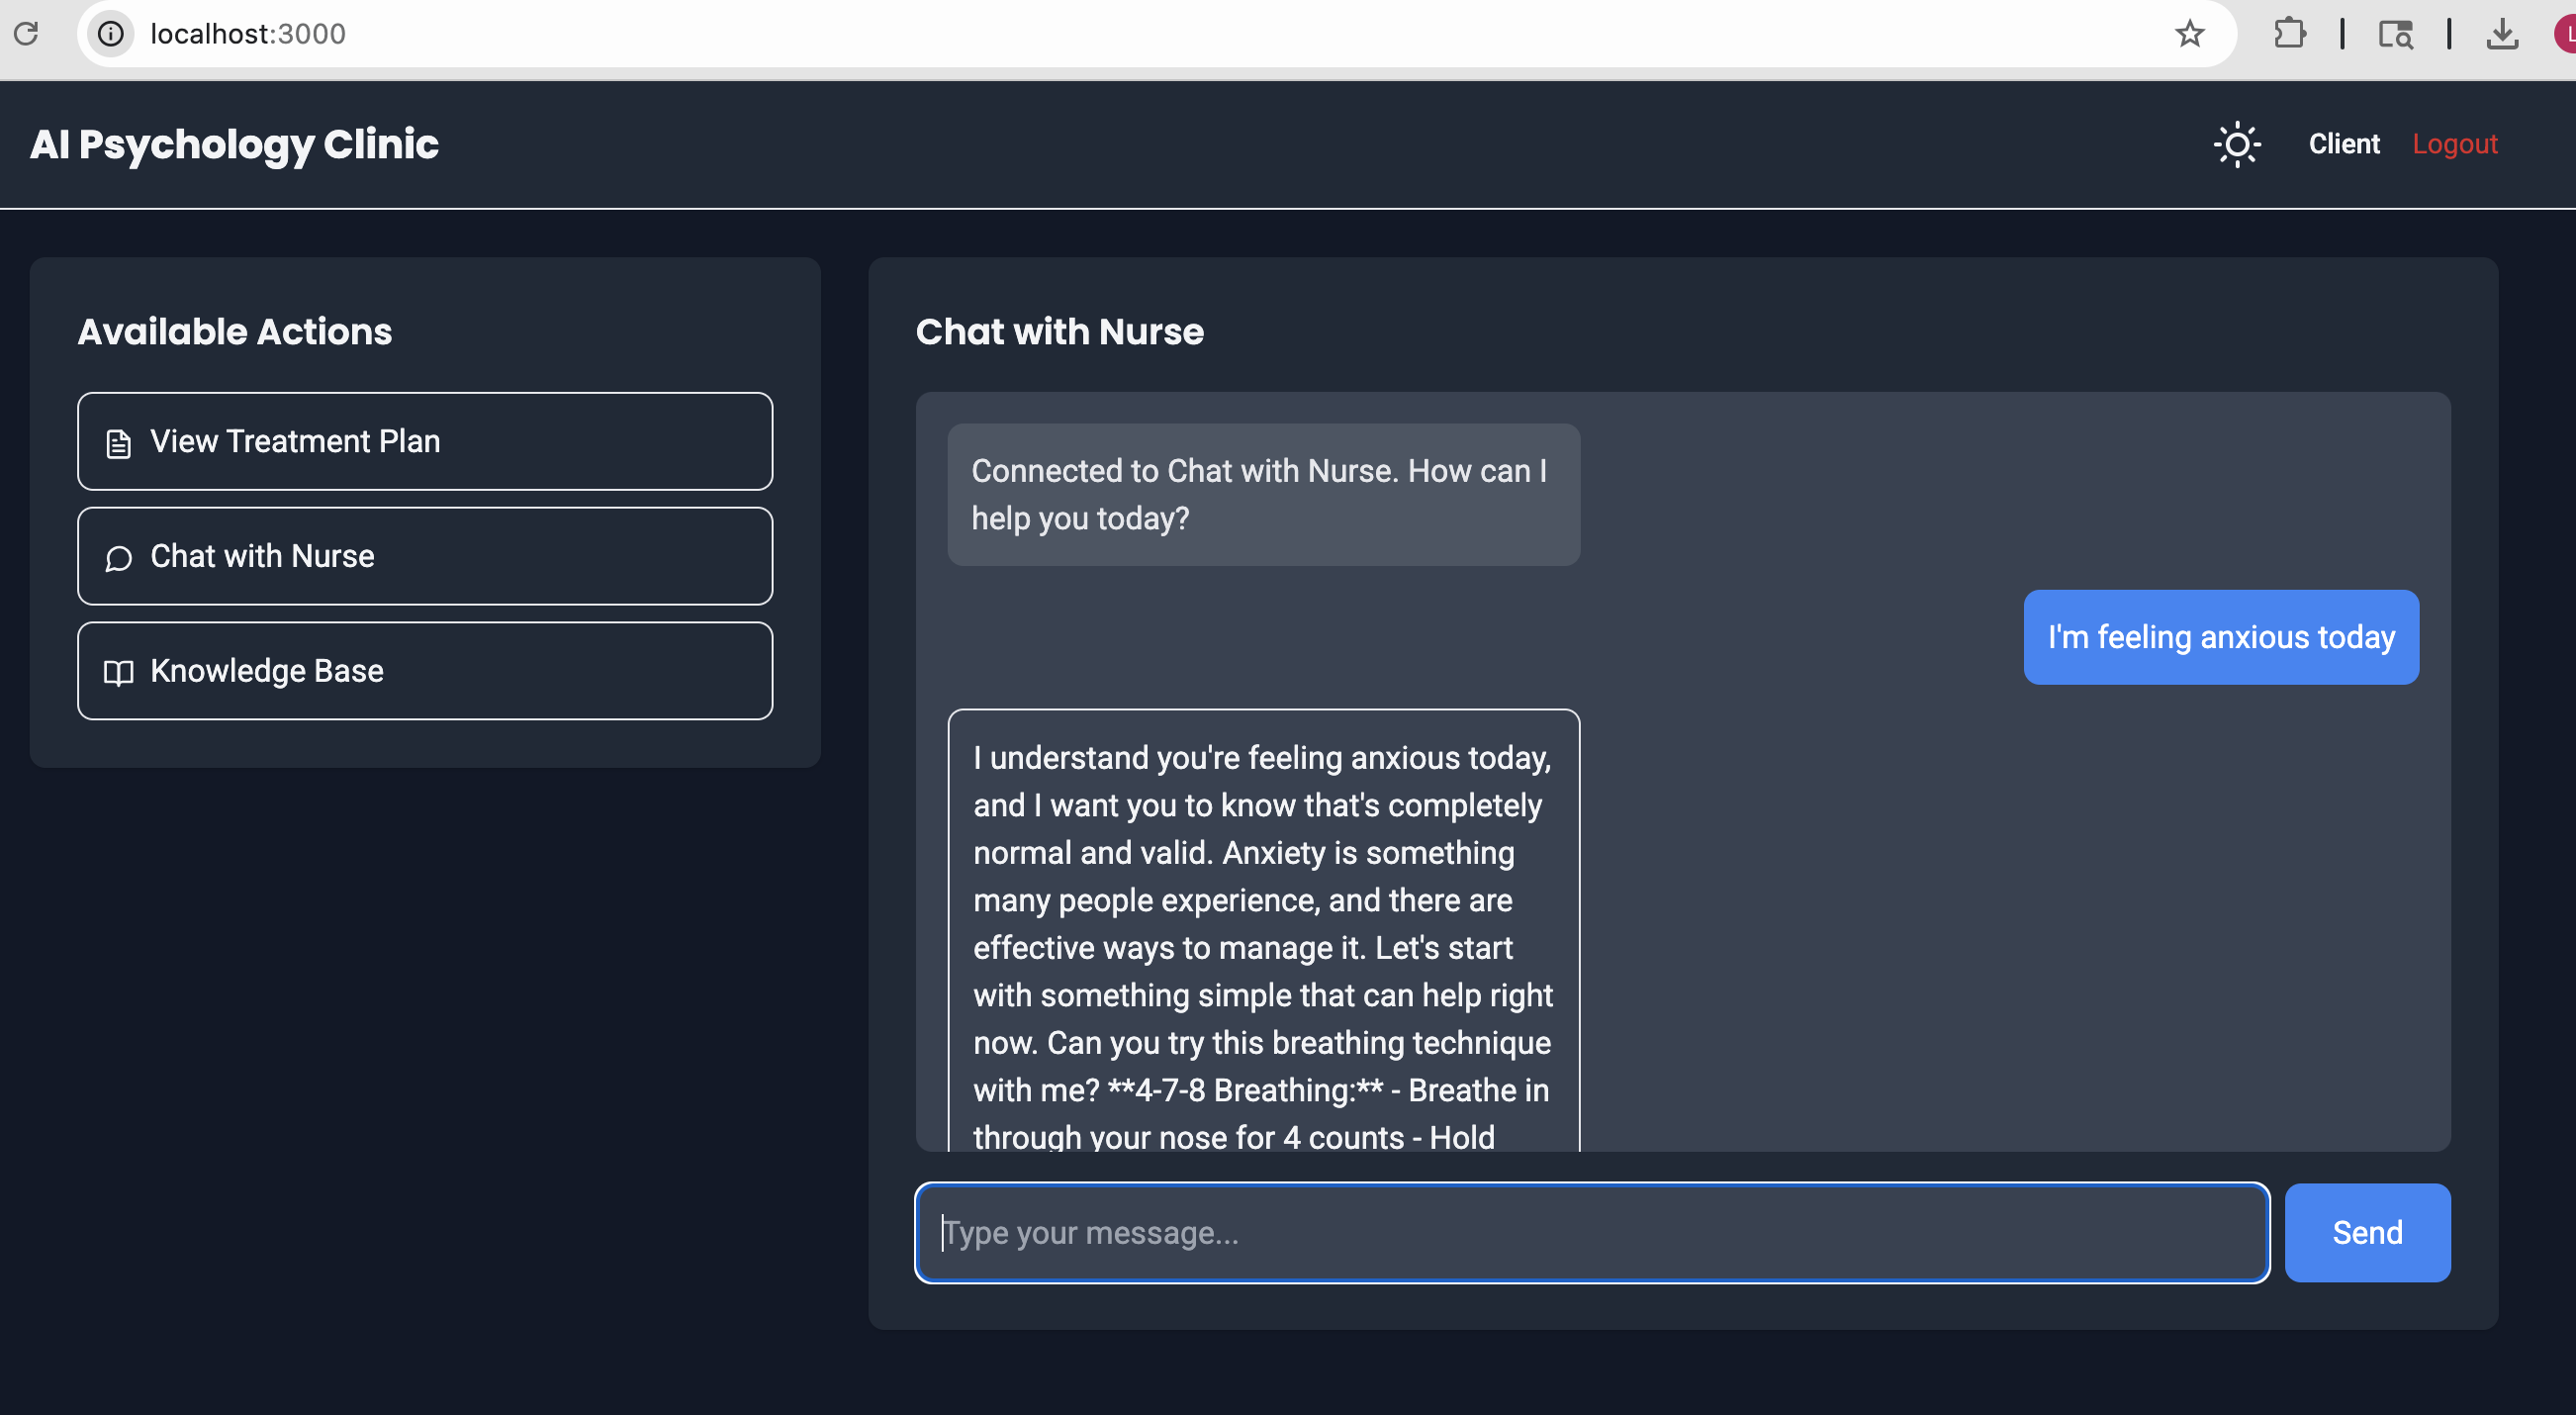 localhost:3000
L
AI Psychology Clinic
Client
Logout
Available Actions
View Treatment Plan
Chat with Nurse
Knowledge Base
Chat with Nurse
Connected to Chat with Nurse. How can I
help you today?
I'm feeling anxious today
I understand you're feeling anxious today,
and I want you to know that's completely
normal and valid. Anxiety is something
many people experience, and there are
effective ways to manage it. Let's start
with something simple that can help right
now. Can you try this breathing technique
with me? **4-7-8 Breathing:** - Breathe in
through your nose for 4 counts - Hold
Type your message...
Send